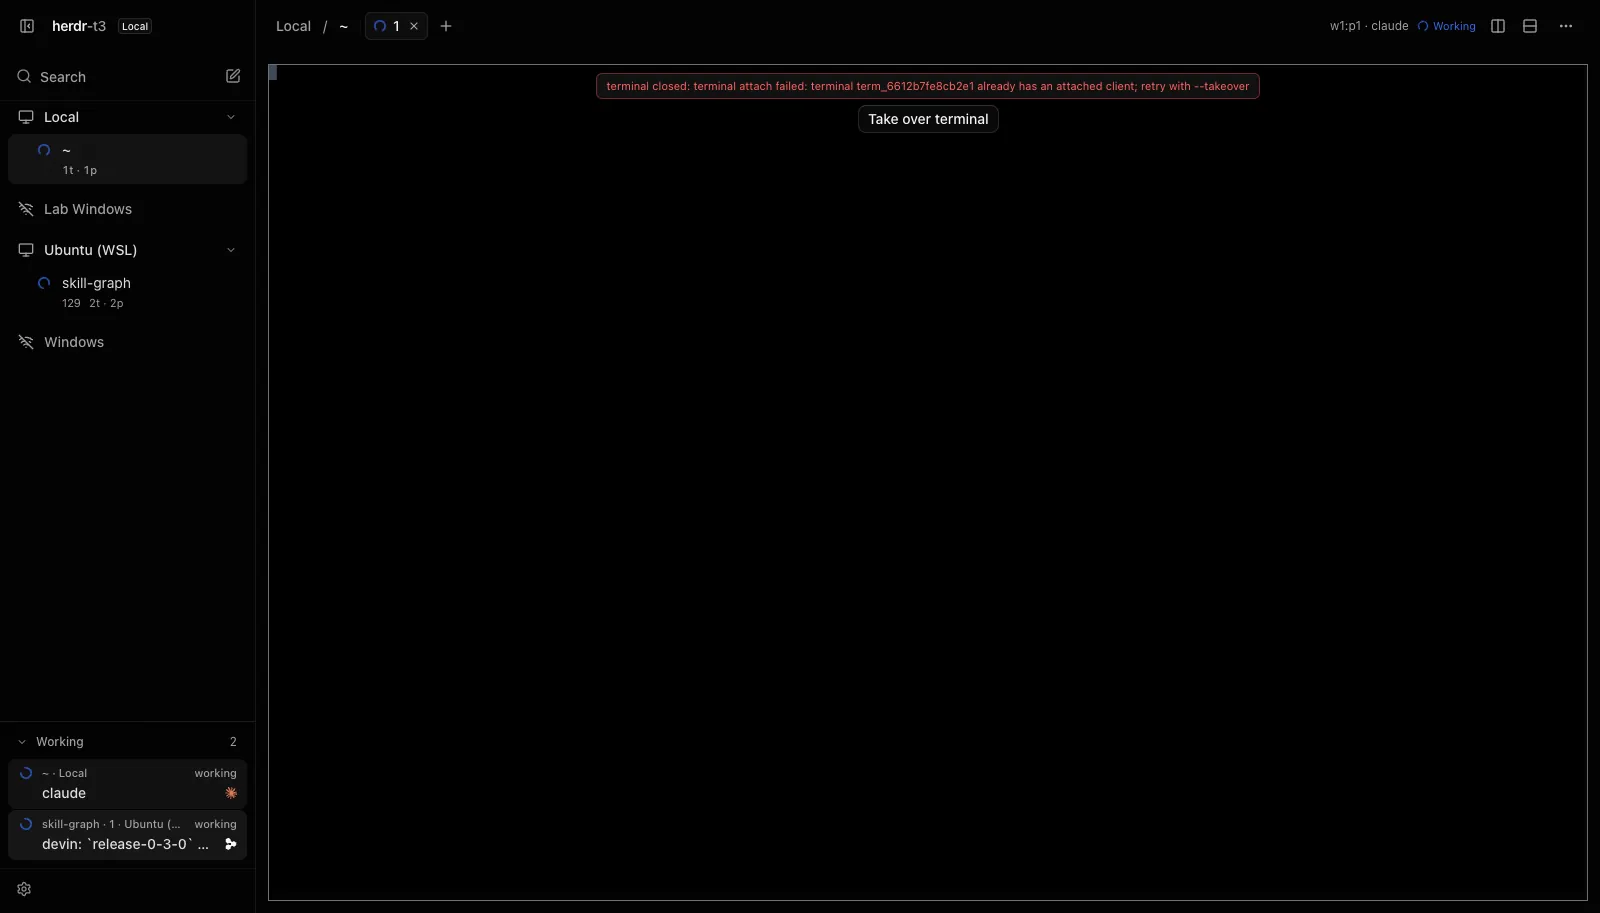 herdr-t3 Local
Search
Local
~
1t · 1p
Lab Windows
Ubuntu (WSL)
skill-graph
129 2t · 2p
Windows
Working 2
~ · Local working
claude
skill-graph · 1 · Ubuntu (... working
devin: `release-0-3-0` ...
Local / ~ 1 × +
w1:p1 · claude Working
terminal closed: terminal attach failed: terminal term_6612b7fe8cb2e1 already has an attached client; retry with --takeover
Take over terminal